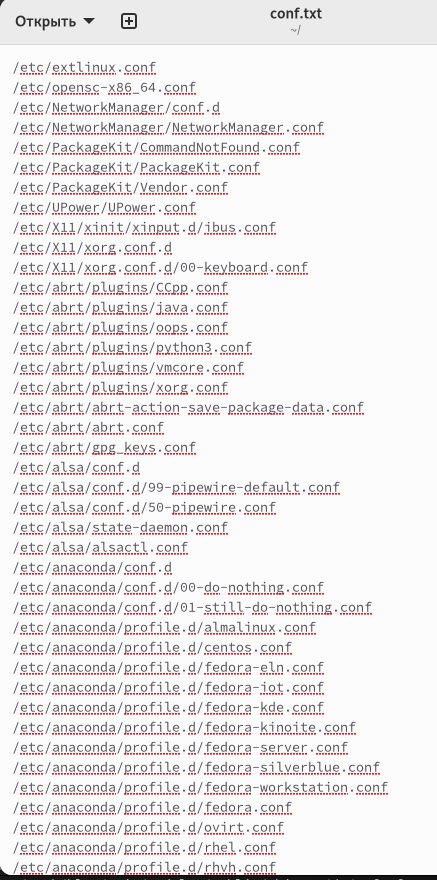 Открыть
conf.txt
~/
/etc/extlinux.conf
/etc/opensc-x86_64.conf
/etc/NetworkManager/conf.d
/etc/NetworkManager/NetworkManager.conf
/etc/PackageKit/CommandNotFound.conf
/etc/PackageKit/PackageKit.conf
/etc/PackageKit/Vendor.conf
/etc/UPower/UPower.conf
/etc/X11/xinit/xinput.d/ibus.conf
/etc/X11/xorg.conf.d
/etc/X11/xorg.conf.d/00-keyboard.conf
/etc/abrt/plugins/CCpp.conf
/etc/abrt/plugins/java.conf
/etc/abrt/plugins/oops.conf
/etc/abrt/plugins/python3.conf
/etc/abrt/plugins/vmcore.conf
/etc/abrt/plugins/xorg.conf
/etc/abrt/abrt-action-save-package-data.conf
/etc/abrt/abrt.conf
/etc/abrt/gpg_keys.conf
/etc/alsa/conf.d
/etc/alsa/conf.d/99-pipewire-default.conf
/etc/alsa/conf.d/50-pipewire.conf
/etc/alsa/state-daemon.conf
/etc/alsa/alsactl.conf
/etc/anaconda/conf.d
/etc/anaconda/conf.d/00-do-nothing.conf
/etc/anaconda/conf.d/01-still-do-nothing.conf
/etc/anaconda/profile.d/almalinux.conf
/etc/anaconda/profile.d/centos.conf
/etc/anaconda/profile.d/fedora-eln.conf
/etc/anaconda/profile.d/fedora-iot.conf
/etc/anaconda/profile.d/fedora-kde.conf
/etc/anaconda/profile.d/fedora-kinoite.conf
/etc/anaconda/profile.d/fedora-server.conf
/etc/anaconda/profile.d/fedora-silverblue.conf
/etc/anaconda/profile.d/fedora-workstation.conf
/etc/anaconda/profile.d/fedora.conf
/etc/anaconda/profile.d/ovirt.conf
/etc/anaconda/profile.d/rhel.conf
/etc/anaconda/profile.d/rhvh.conf